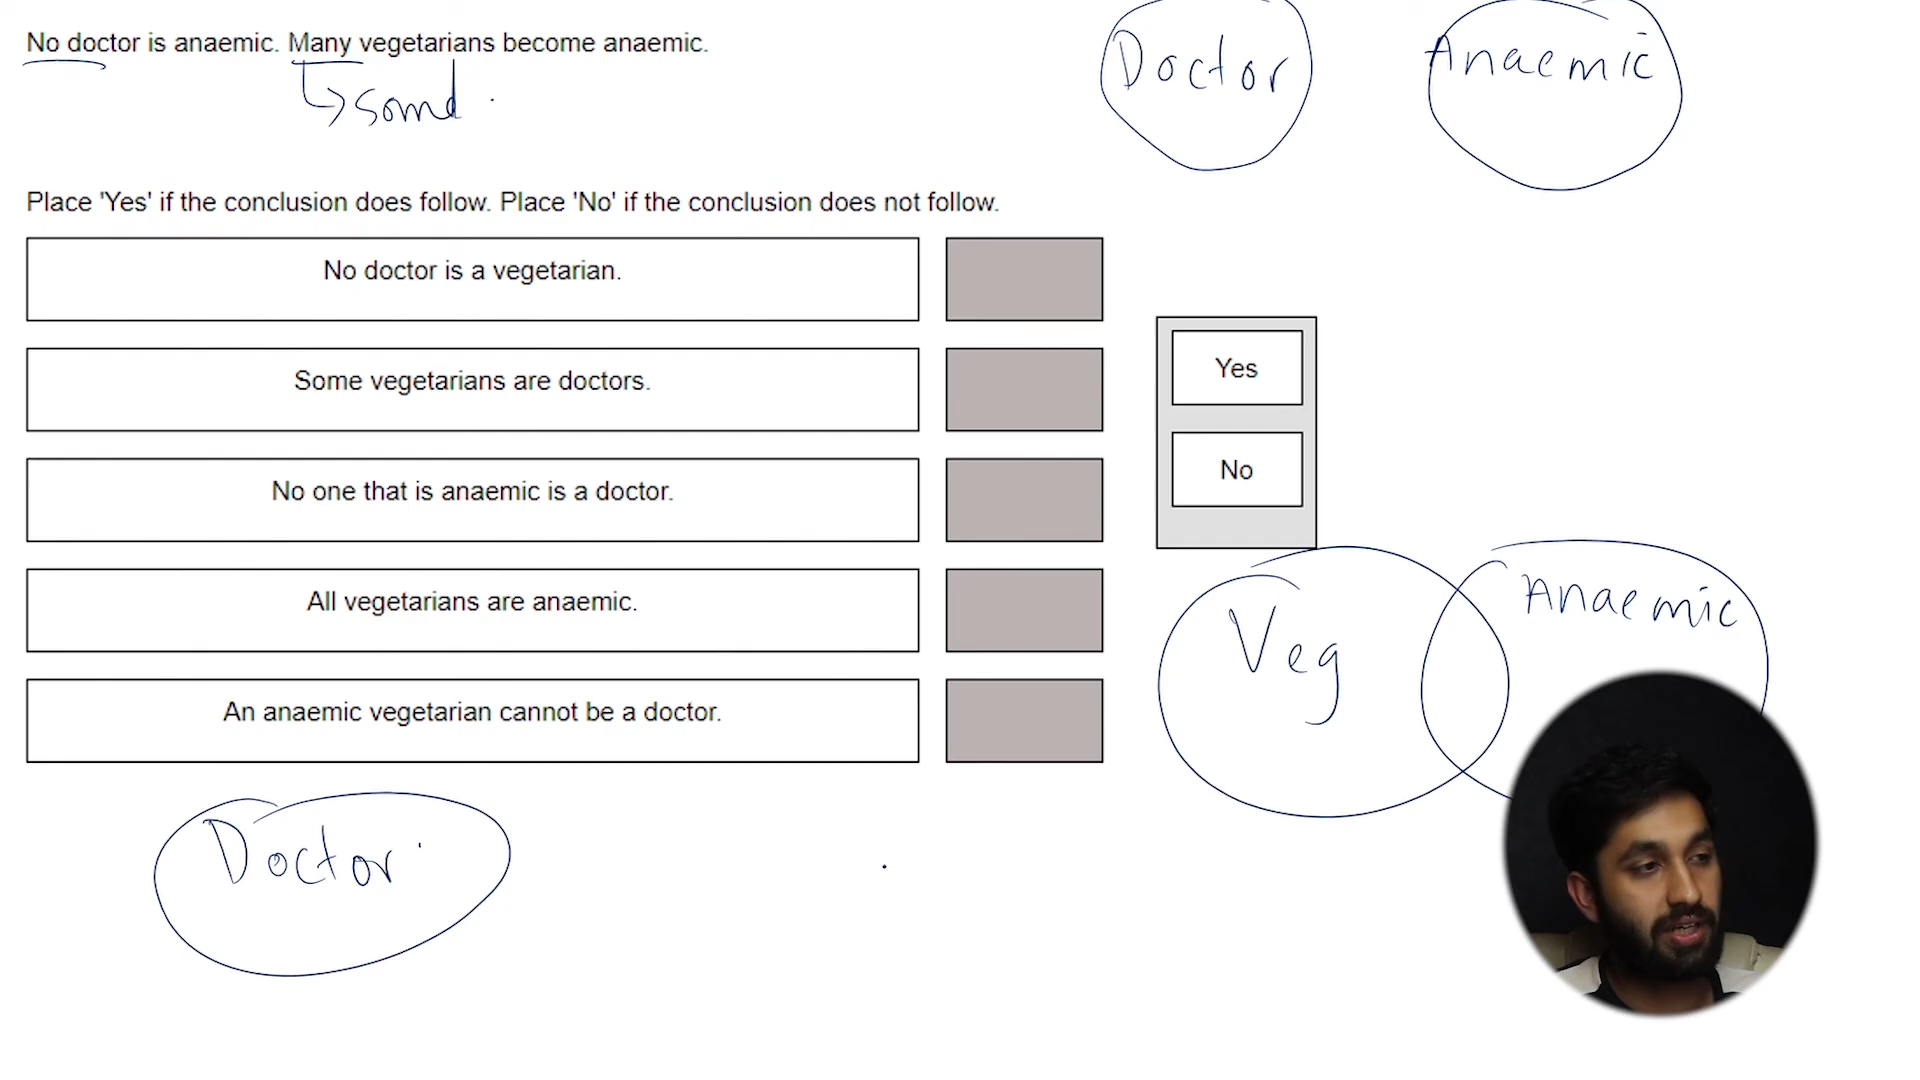 No doctor is anaemic. Many vegetarians become anaemic.
Doctor
Anaemic
Place 'Yes' if the conclusion does follow. Place 'No' if the conclusion does not follow.
No doctor is a vegetarian.
Some vegetarians are doctors.
Yes
No one that is anaemic is a doctor.
No
All vegetarians are anaemic.
Veg
Anaemic
An anaemic vegetarian cannot be a doctor.
Doctor